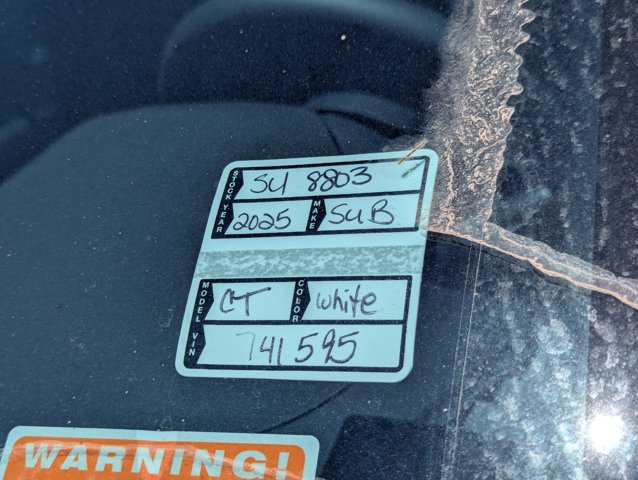 STOCK SU 8803
YEAR 2025 MAKE SUB
MODEL CT COLOR white
VIN 741595
WARNING!